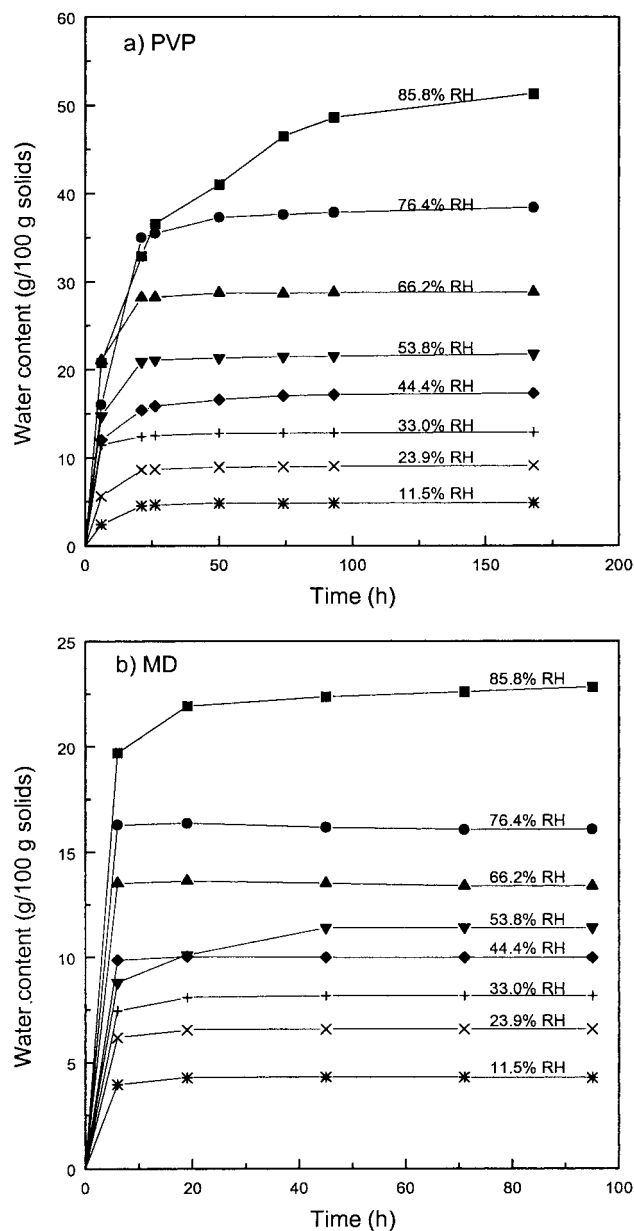 a) PVP
60
50
40
30
20
10
0
Water content (g/100 g solids)
85.8% RH
76.4% RH
66.2% RH
53.8% RH
44.4% RH
33.0% RH
23.9% RH
11.5% RH
0 25 50 75 100 125 150 175 200
Time (h)
b) MD
25
20
15
10
5
0
Water content (g/100 g solids)
85.8% RH
76.4% RH
66.2% RH
53.8% RH
44.4% RH
33.0% RH
23.9% RH
11.5% RH
0 20 40 60 80 100
Time (h)